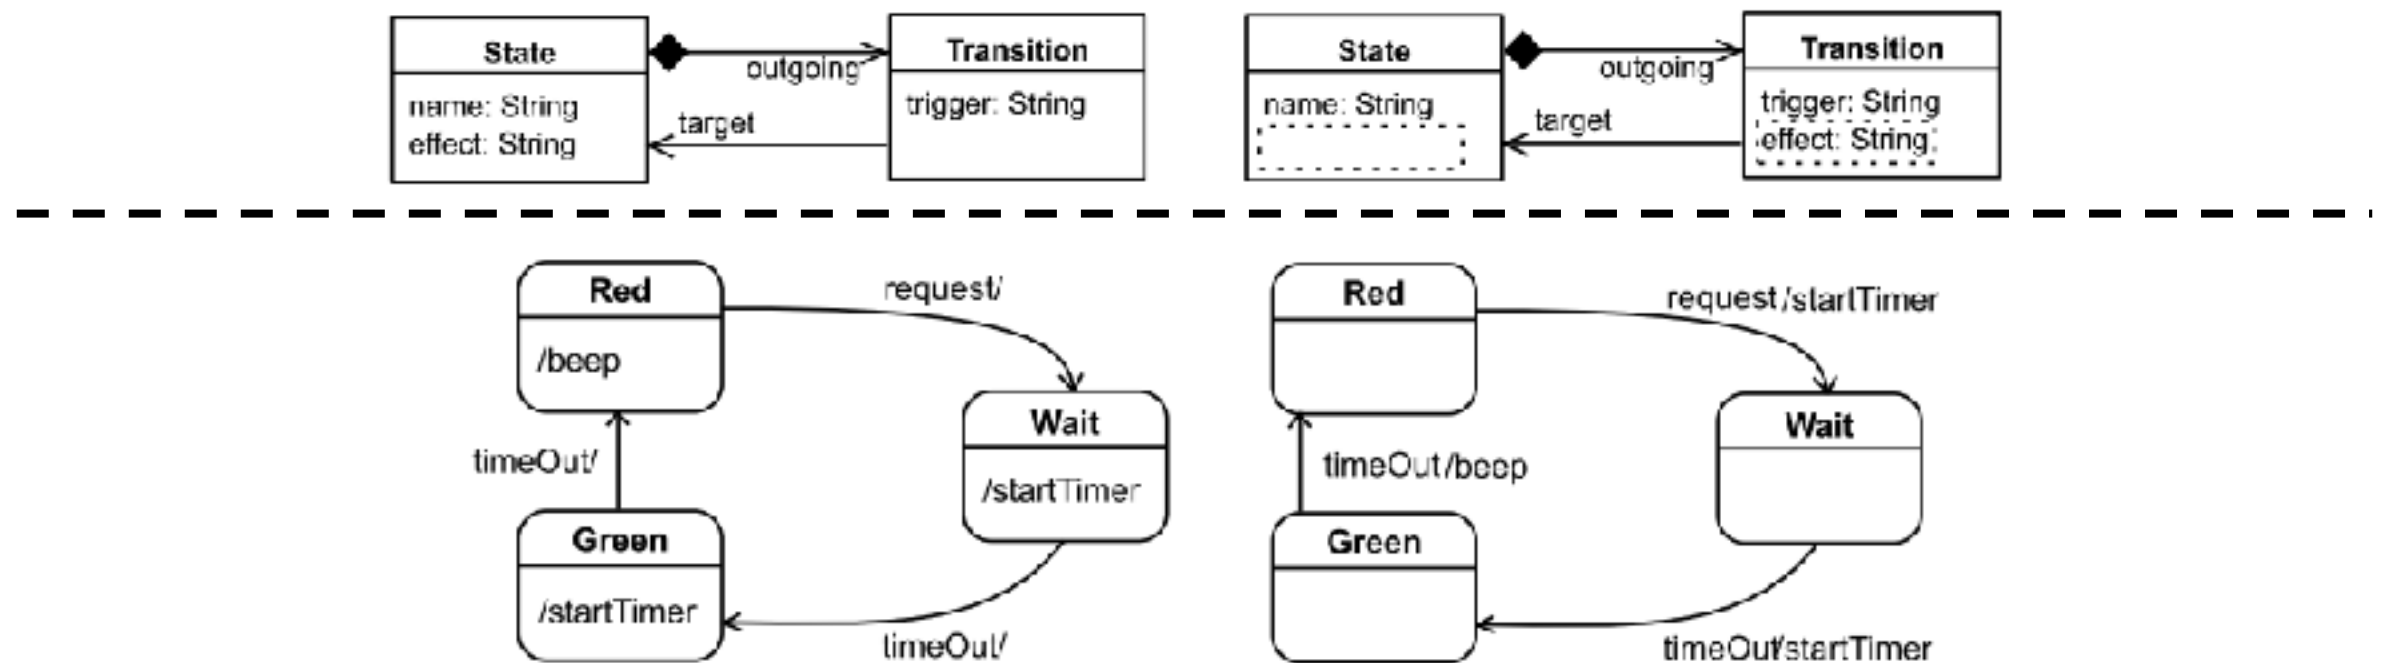 State
name: String
effect: String
outgoing
target
Transition
trigger: String
State
name: String
outgoing
target
Transition
trigger: String
effect: String
Red
/beep
request/
Wait
/startTimer
timeOut/
Green
/startTimer
timeOut/
Red
request/startTimer
Wait
timeOut/beep
Green
timeOut/startTimer